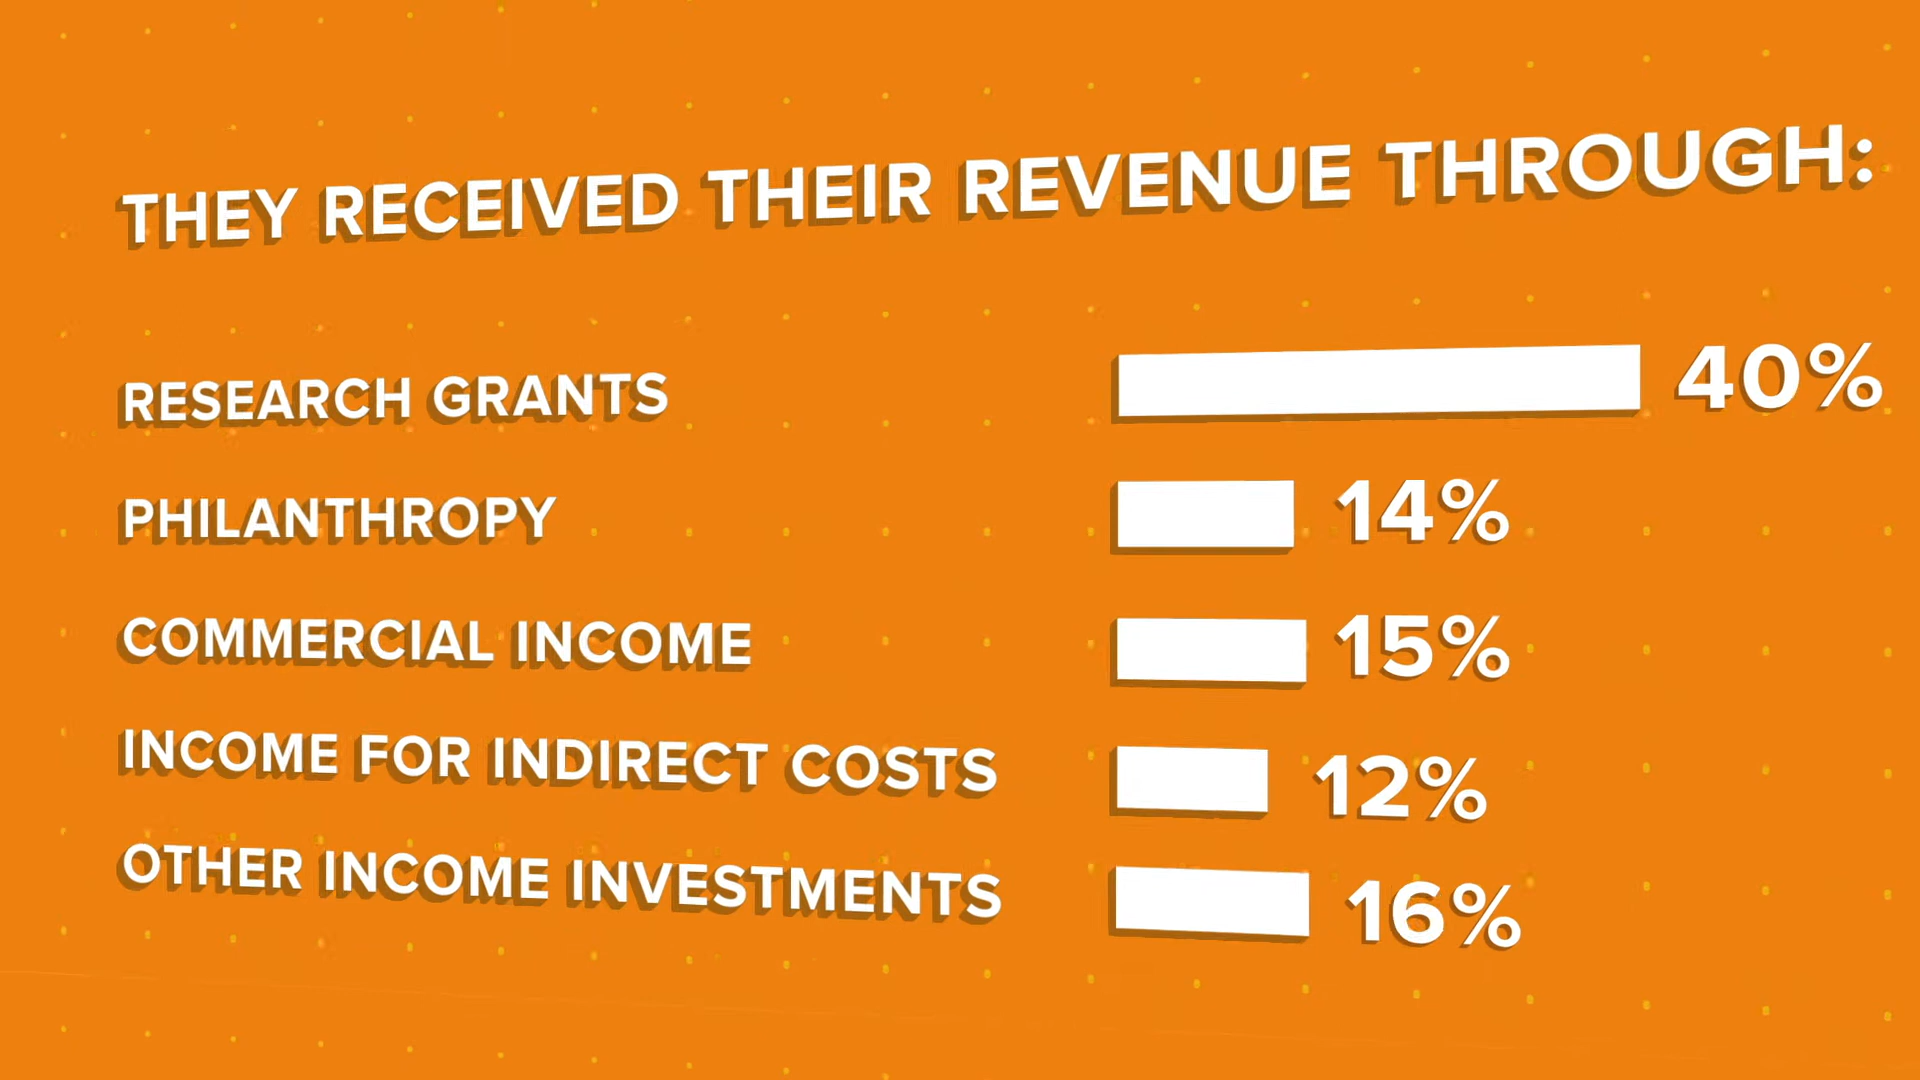 THEY RECEIVED THEIR REVENUE THROUGH:
RESEARCH GRANTS 40%
PHILANTHROPY 14%
COMMERCIAL INCOME 15%
INCOME FOR INDIRECT COSTS 12%
OTHER INCOME INVESTMENTS 16%